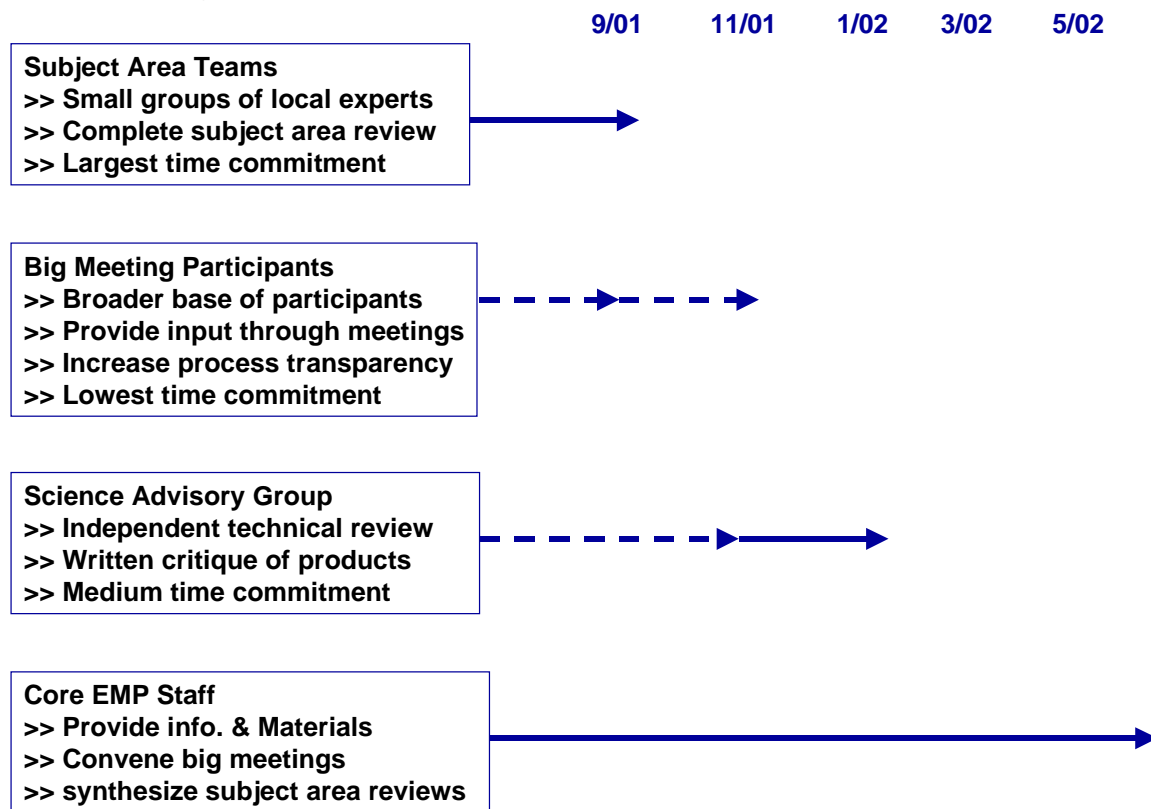 9/01 11/01 1/02 3/02 5/02
Subject Area Teams
>> Small groups of local experts
>> Complete subject area review
>> Largest time commitment
Big Meeting Participants
>> Broader base of participants
>> Provide input through meetings
>> Increase process transparency
>> Lowest time commitment
Science Advisory Group
>> Independent technical review
>> Written critique of products
>> Medium time commitment
Core EMP Staff
>> Provide info. & Materials
>> Convene big meetings
>> synthesize subject area reviews